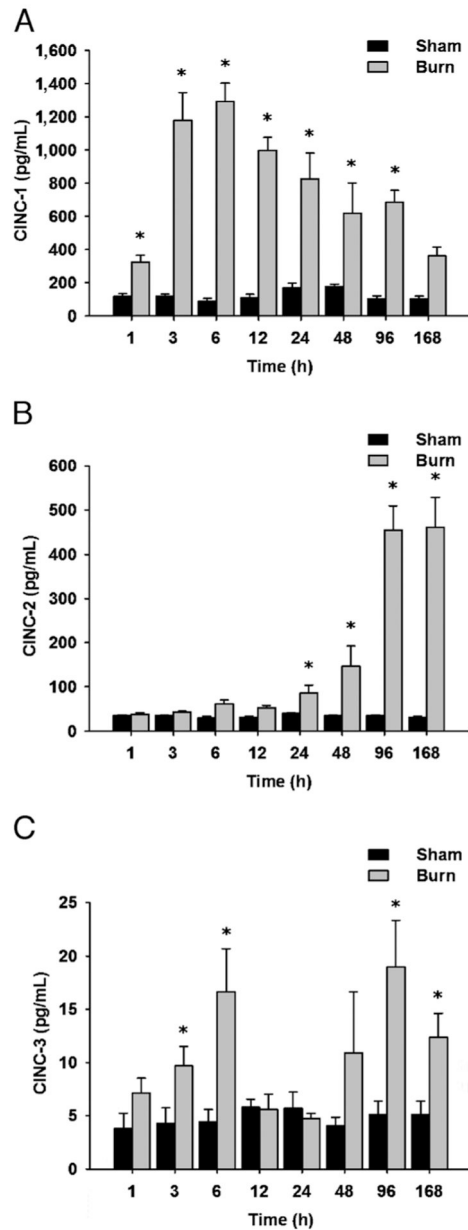 A
1,600
1,400
1,200
1,000
800
600
400
200
0
CINC-1 (pg/mL)
Sham
Burn
*
*
*
*
*
*
*
1 3 6 12 24 48 96 168
Time (h)
B
600
500
400
300
200
100
0
CINC-2 (pg/mL)
Sham
Burn
*
*
*
*
1 3 6 12 24 48 96 168
Time (h)
C
25
20
15
10
5
0
CINC-3 (pg/mL)
Sham
Burn
*
*
*
*
1 3 6 12 24 48 96 168
Time (h)